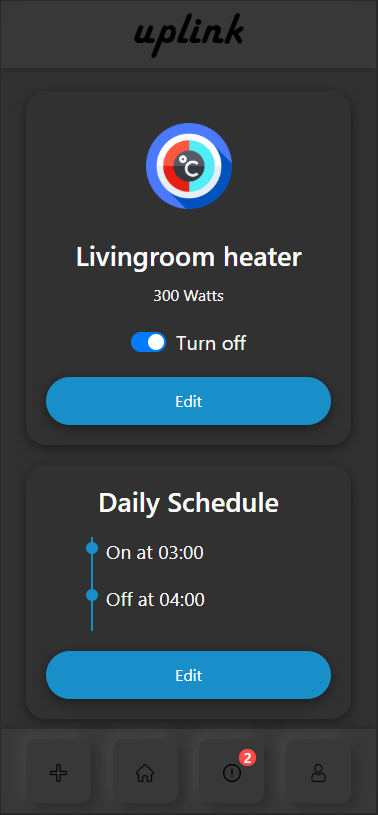 uplink
°C
Livingroom heater
300 Watts
Turn off
Edit
Daily Schedule
On at 03:00
Off at 04:00
Edit
2